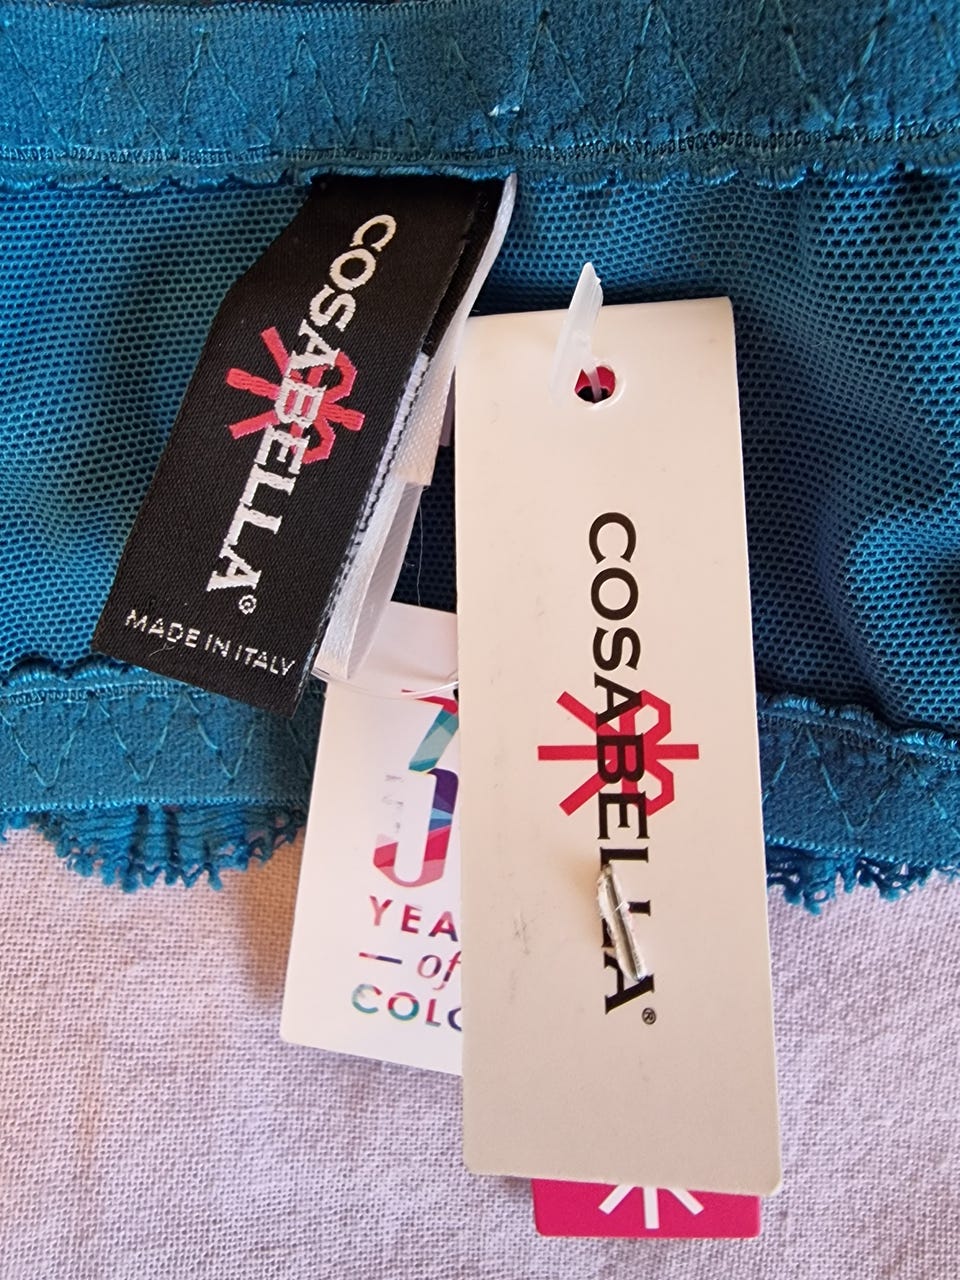 COSABELLA®
MADE IN ITALY
YEA
of
COLO
COSABELLA®